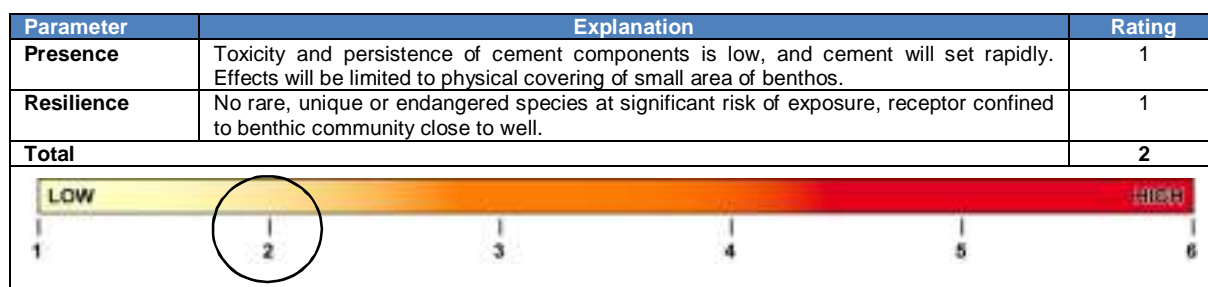 Parameter Explanation Rating
Presence Toxicity and persistence of cement components is low, and cement will set rapidly. 1
Effects will be limited to physical covering of small area of benthos.
Resilience No rare, unique or endangered species at significant risk of exposure, receptor confined 1
to benthic community close to well.
Total 2
LOW HIGH
1 2 3 4 5 6